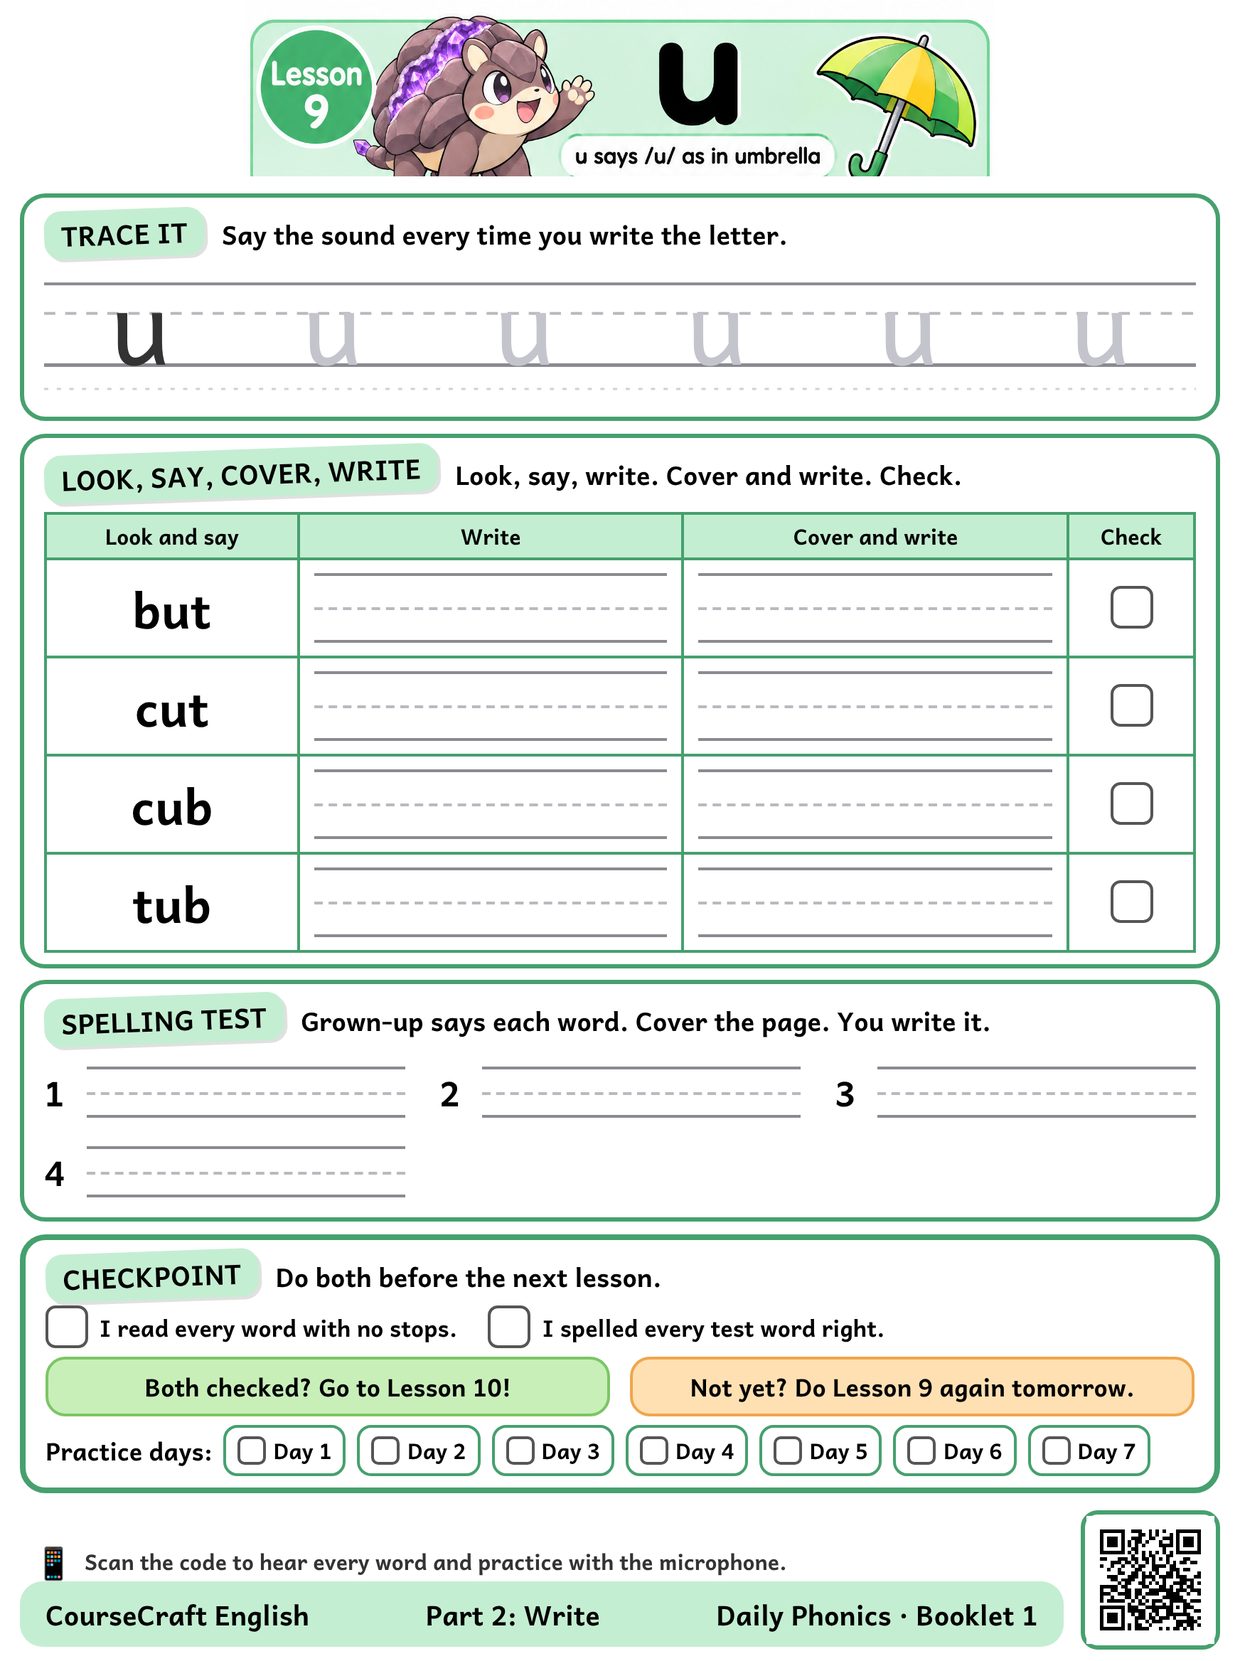 Lesson
9
u
u says /u/ as in umbrella
TRACE IT Say the sound every time you write the letter.
u u u u u u
LOOK, SAY, COVER, WRITE Look, say, write. Cover and write. Check.
Look and say Write Cover and write Check
but
cut
cub
tub
SPELLING TEST Grown-up says each word. Cover the page. You write it.
1 2 3
4
CHECKPOINT Do both before the next lesson.
I read every word with no stops. I spelled every test word right.
Both checked? Go to Lesson 10! Not yet? Do Lesson 9 again tomorrow.
Practice days: Day 1 Day 2 Day 3 Day 4 Day 5 Day 6 Day 7
Scan the code to hear every word and practice with the microphone.
CourseCraft English Part 2: Write Daily Phonics · Booklet 1